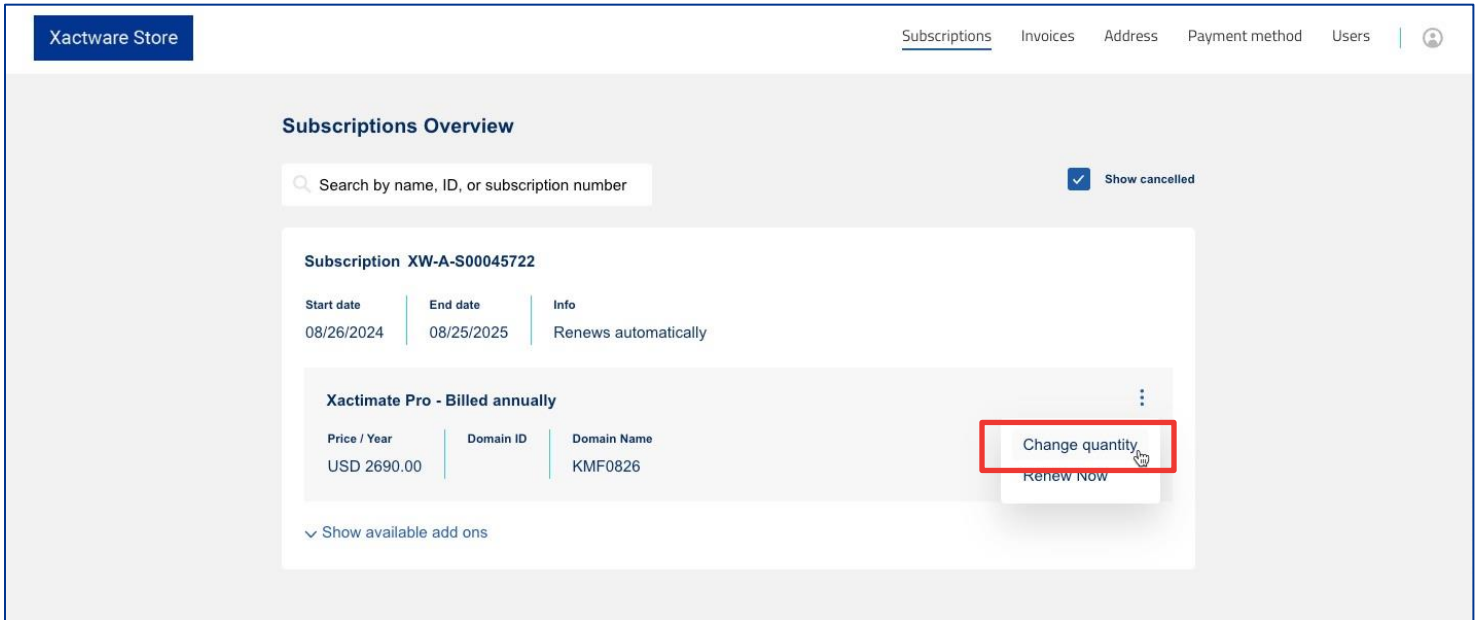 Xactware Store
Subscriptions Invoices Address Payment method Users
Subscriptions Overview
Search by name, ID, or subscription number
Show cancelled
Subscription XW-A-S00045722
Start date End date Info
08/26/2024 08/25/2025 Renews automatically
Xactimate Pro - Billed annually
Price / Year Domain ID Domain Name
USD 2690.00 KMF0826
Change quantity
Renew Now
Show available add ons